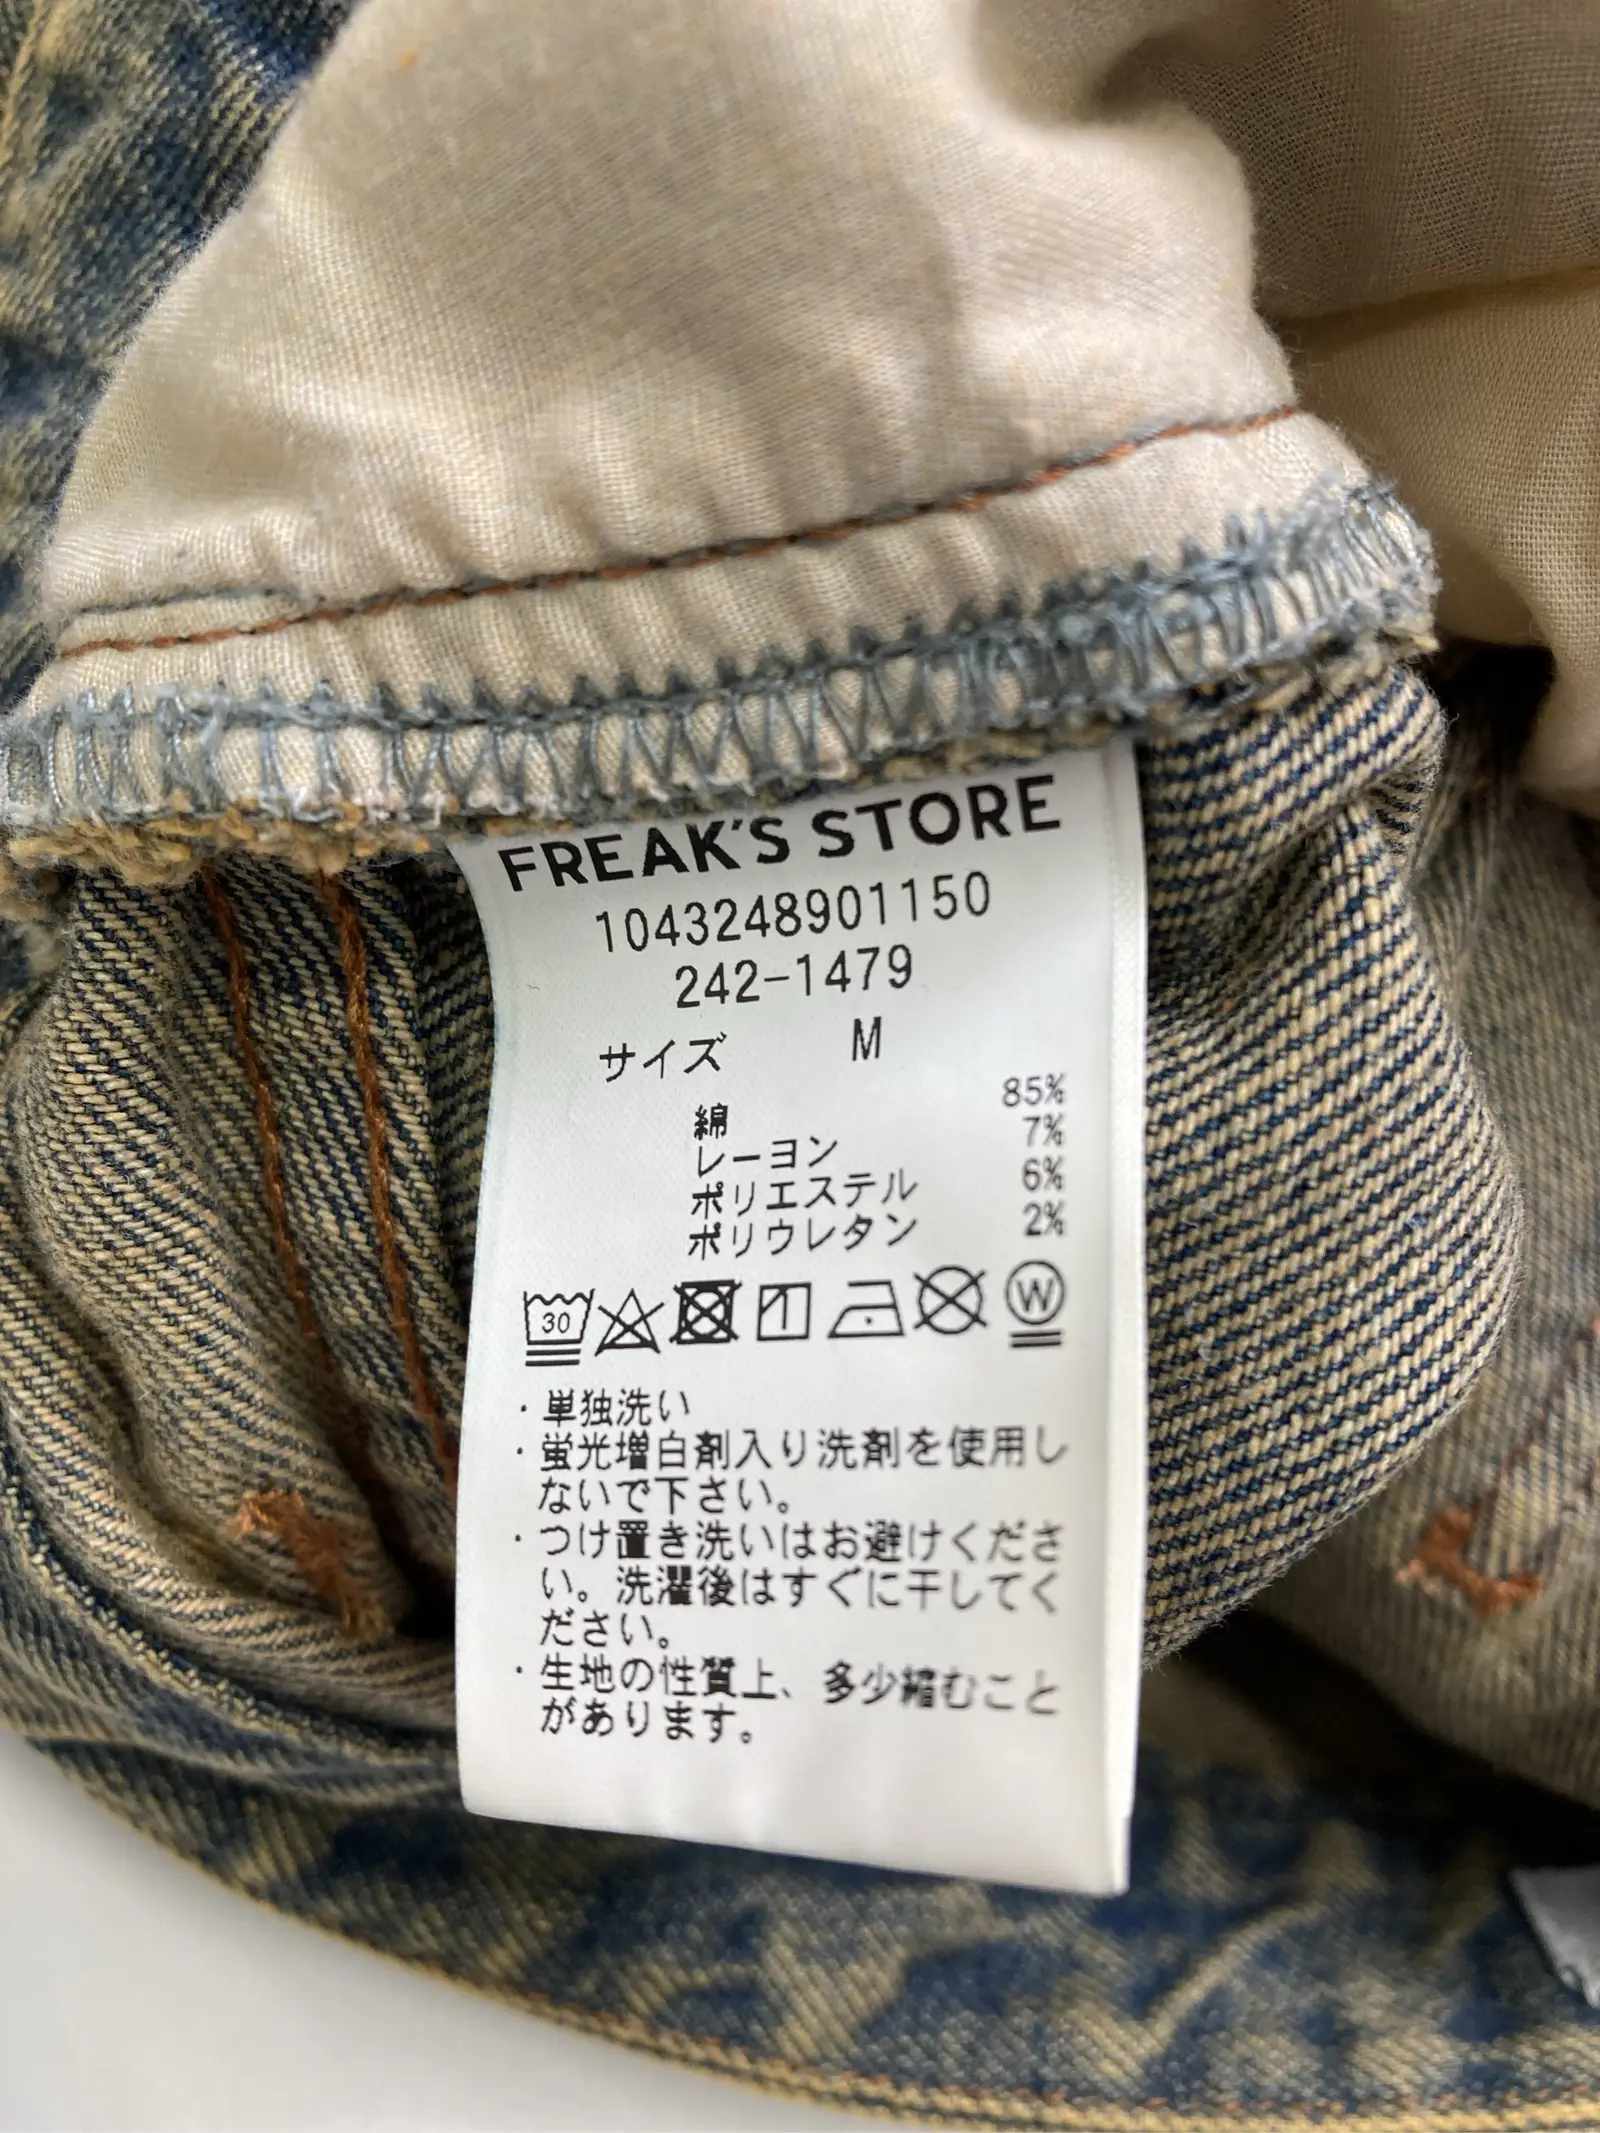 FREAK'S STORE
1043248901150
242-1479
サイズ M
綿 85%
レーヨン 7%
ポリエステル 6%
ポリウレタン 2%
30 W
・単独洗い
・蛍光増白剤入り洗剤を使用し
ないで下さい。
・つけ置き洗いはお避けくださ
い。洗濯後はすぐに干してく
ださい。
・生地の性質上、多少縮むこと
があります。